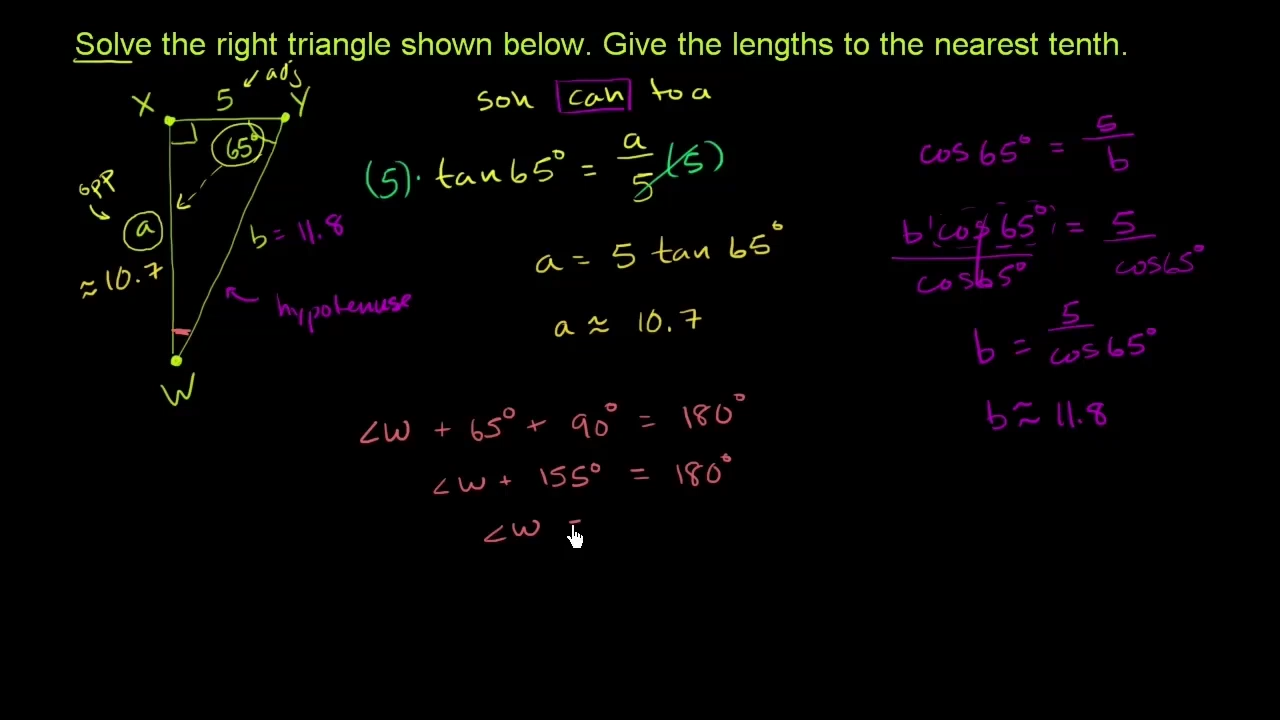 Solve the right triangle shown below. Give the lengths to the nearest tenth.
adj
X 5 Y
65°
opp
a
≈ 10.7
b = 11.8
hypotenuse
W
soh cah toa
(5)· tan 65° = a/5 (5)
a = 5 tan 65°
a ≈ 10.7
cos 65° = 5/b
b·cos 65°/cos 65° = 5/cos 65°
b = 5/cos 65°
b ≈ 11.8
∠W + 65° + 90° = 180°
∠W + 155° = 180°
∠W =